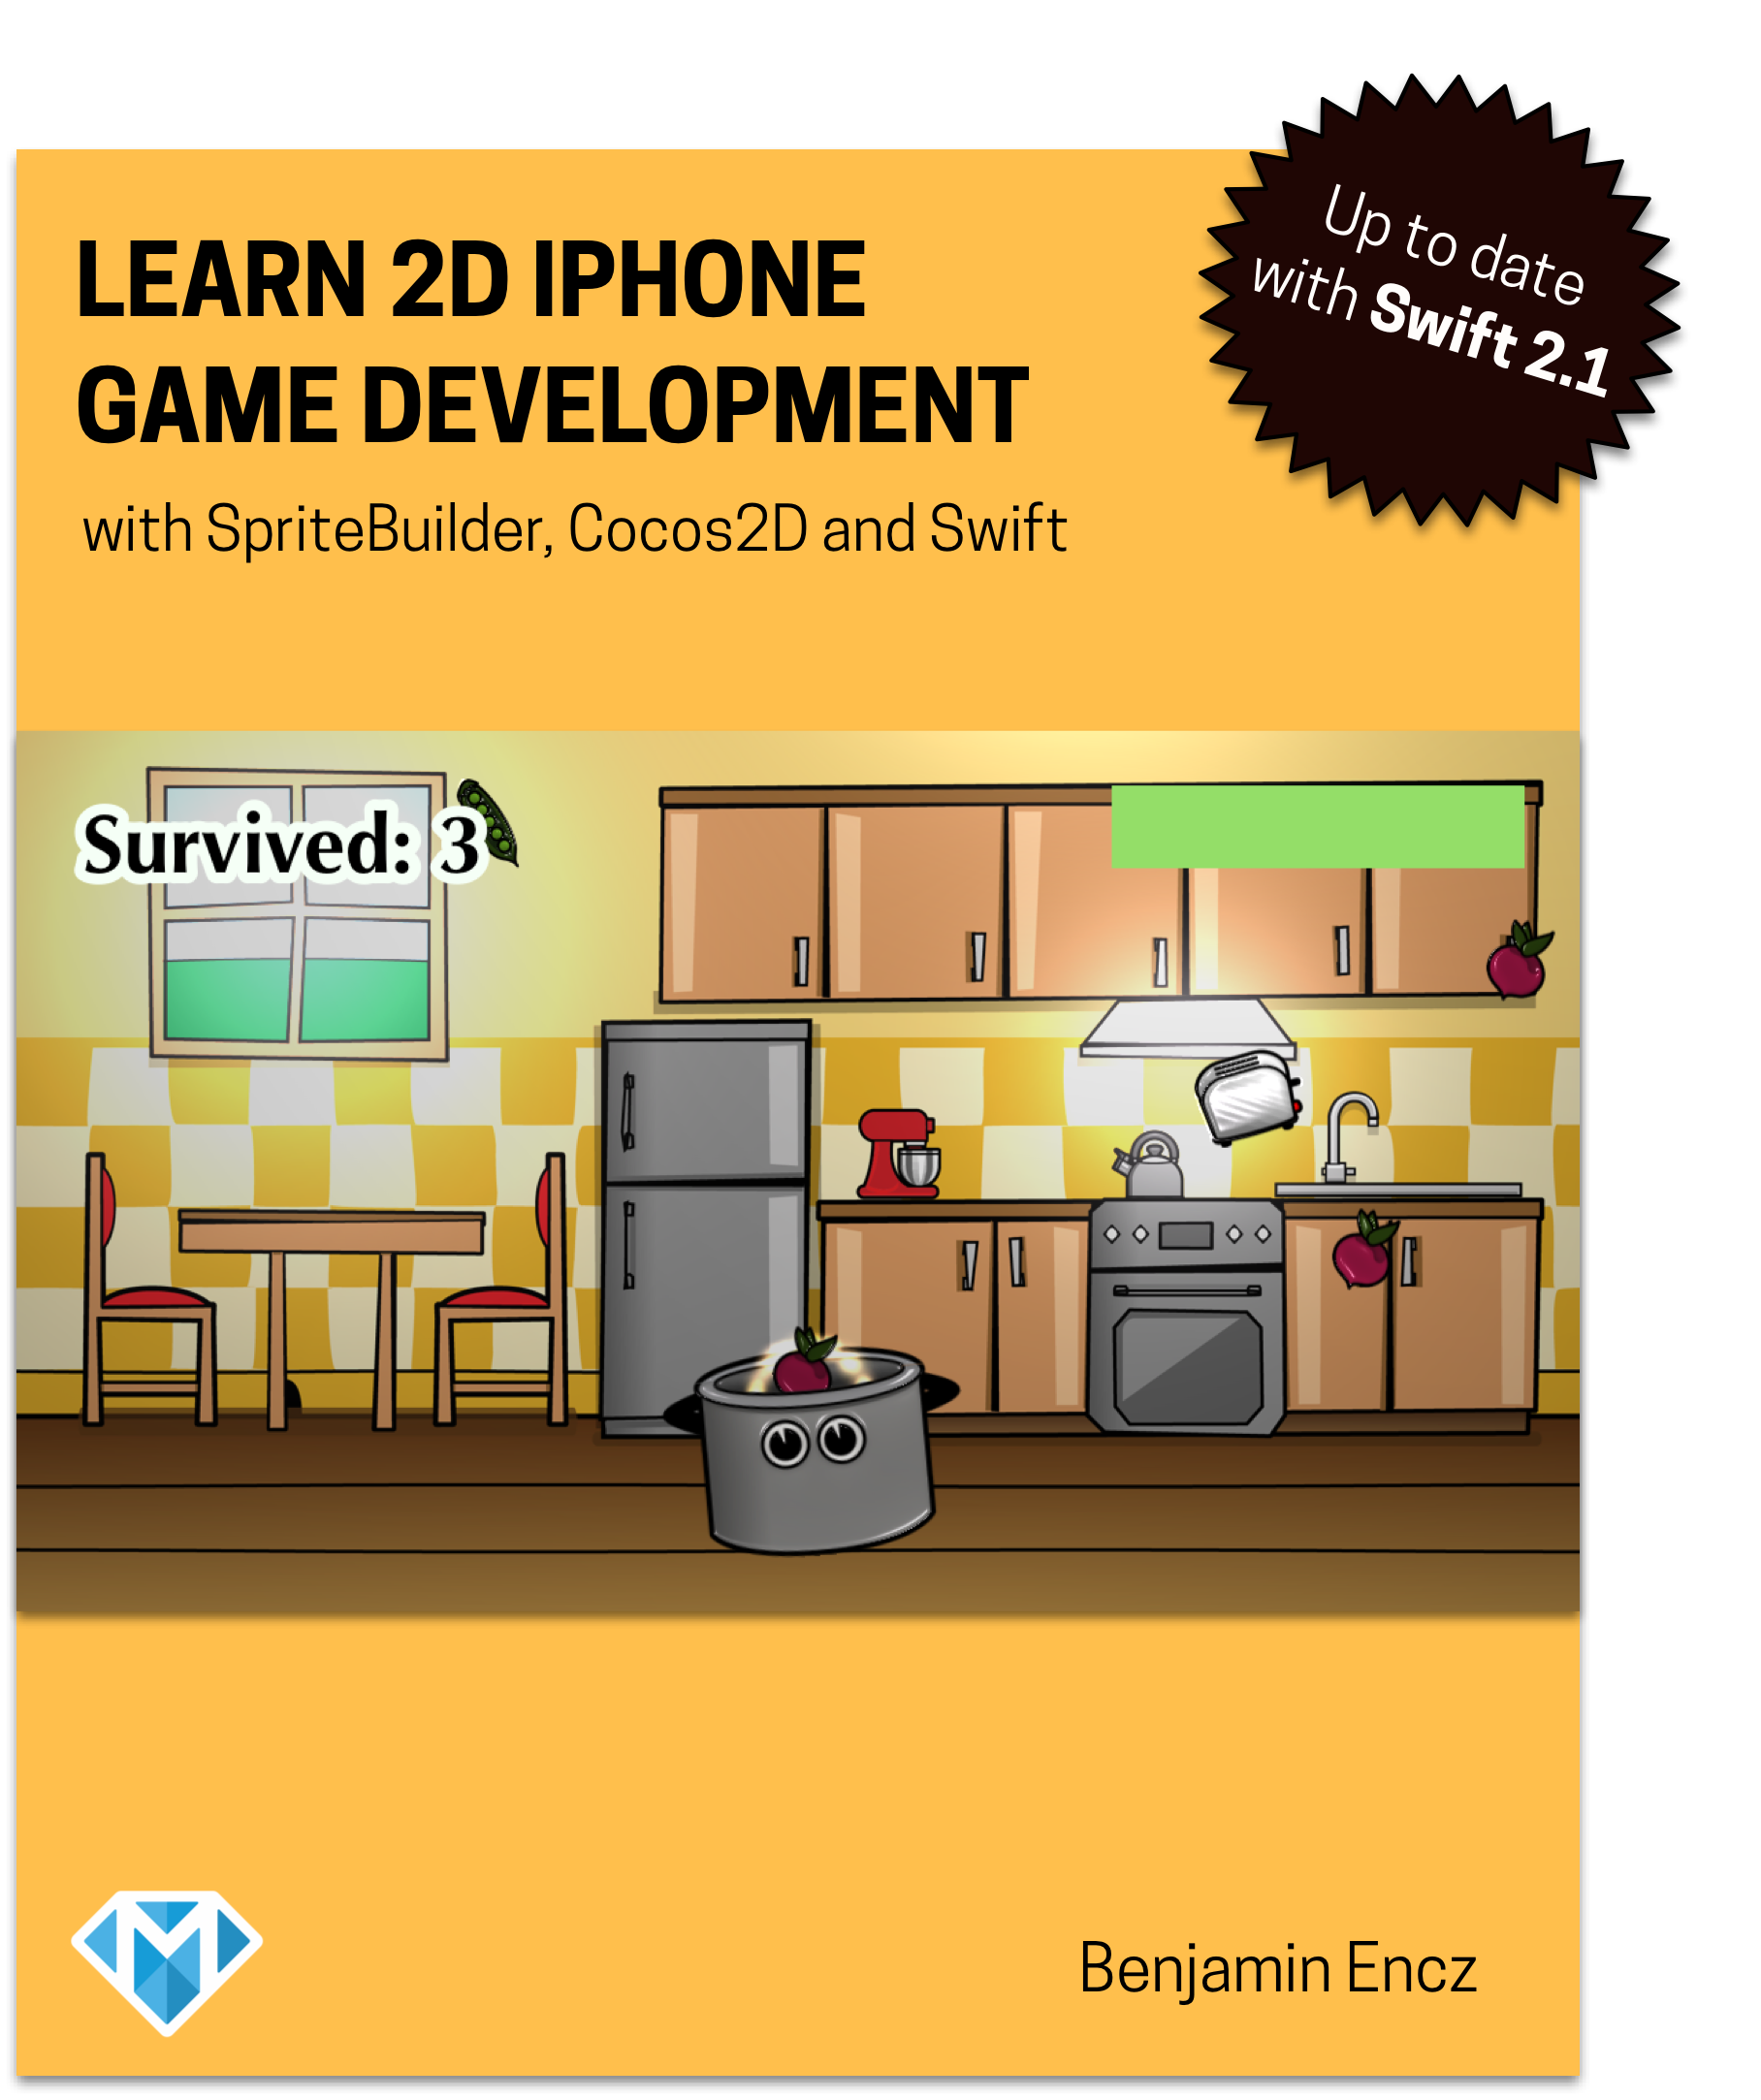 LEARN 2D IPHONE
GAME DEVELOPMENT
with SpriteBuilder, Cocos2D and Swift
Up to date
with Swift 2.1
Survived: 3
M
Benjamin Encz